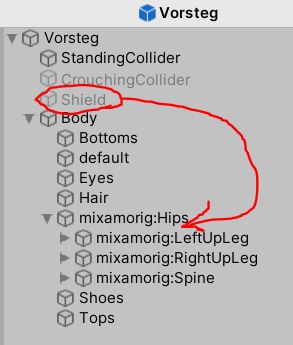 Vorsteg
Vorsteg
StandingCollider
CrouchingCollider
Shield
Body
Bottoms
default
Eyes
Hair
mixamorig:Hips
mixamorig:LeftUpLeg
mixamorig:RightUpLeg
mixamorig:Spine
Shoes
Tops